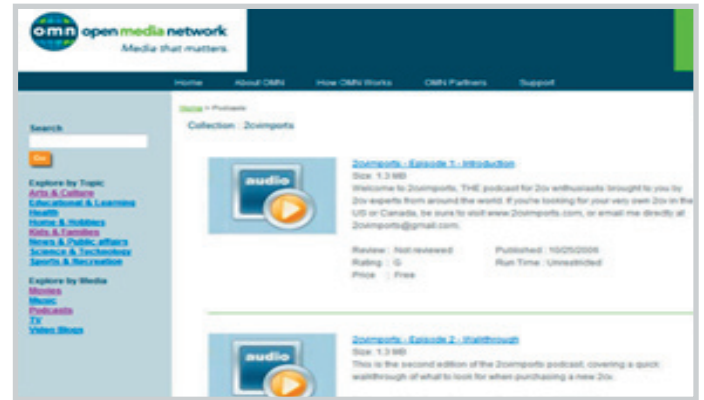 omn open media network
Media that matters.
Home About OMN How OMN Works OMN Partners Support
Home > Podcasts
Collection : 2cvimports
Search
Go
Explore by Topic
Arts & Culture
Educational & Learning
Health
Home & Hobbies
Kids & Families
News & Public affairs
Science & Technology
Sports & Recreation
Explore by Media
Movies
Music
Podcasts
TV
Video Blogs
audio
2cvimports - Episode 1 - Introduction
Size: 1.3 MB
Welcome to 2cvimports, THE podcast for 2cv enthusiasts brought to you by
2cv experts from around the world. If you're looking for your very own 2cv in the
US or Canada, be sure to visit www.2cvimports.com, or email me directly at
2cvimports@gmail.com.
Review : Not reviewed Published : 10/25/2006
Rating : G Run Time : Unrestricted
Price : Free
audio
2cvimports - Episode 2 - Walkthrough
Size: 1.3 MB
This is the second edition of the 2cvimports podcast, covering a quick
walkthrough of what to look for when purchasing a new 2cv.